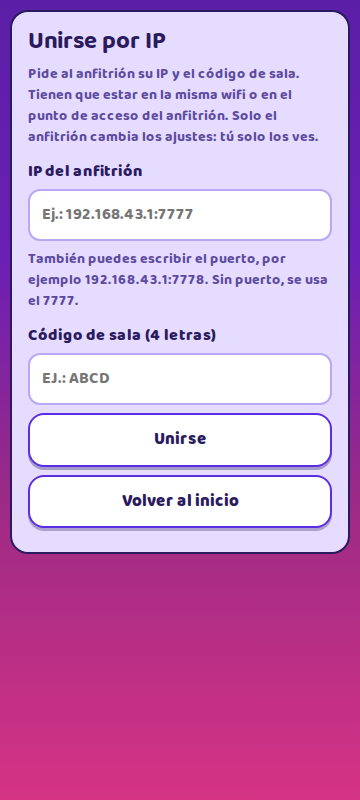 Unirse por IP
Pide al anfitrión su IP y el código de sala.
Tienen que estar en la misma wifi o en el
punto de acceso del anfitrión. Solo el
anfitrión cambia los ajustes: tú solo los ves.
IP del anfitrión
Ej.: 192.168.43.1:7777
También puedes escribir el puerto, por
ejemplo 192.168.43.1:7778. Sin puerto, se usa
el 7777.
Código de sala (4 letras)
EJ.: ABCD
Unirse
Volver al inicio